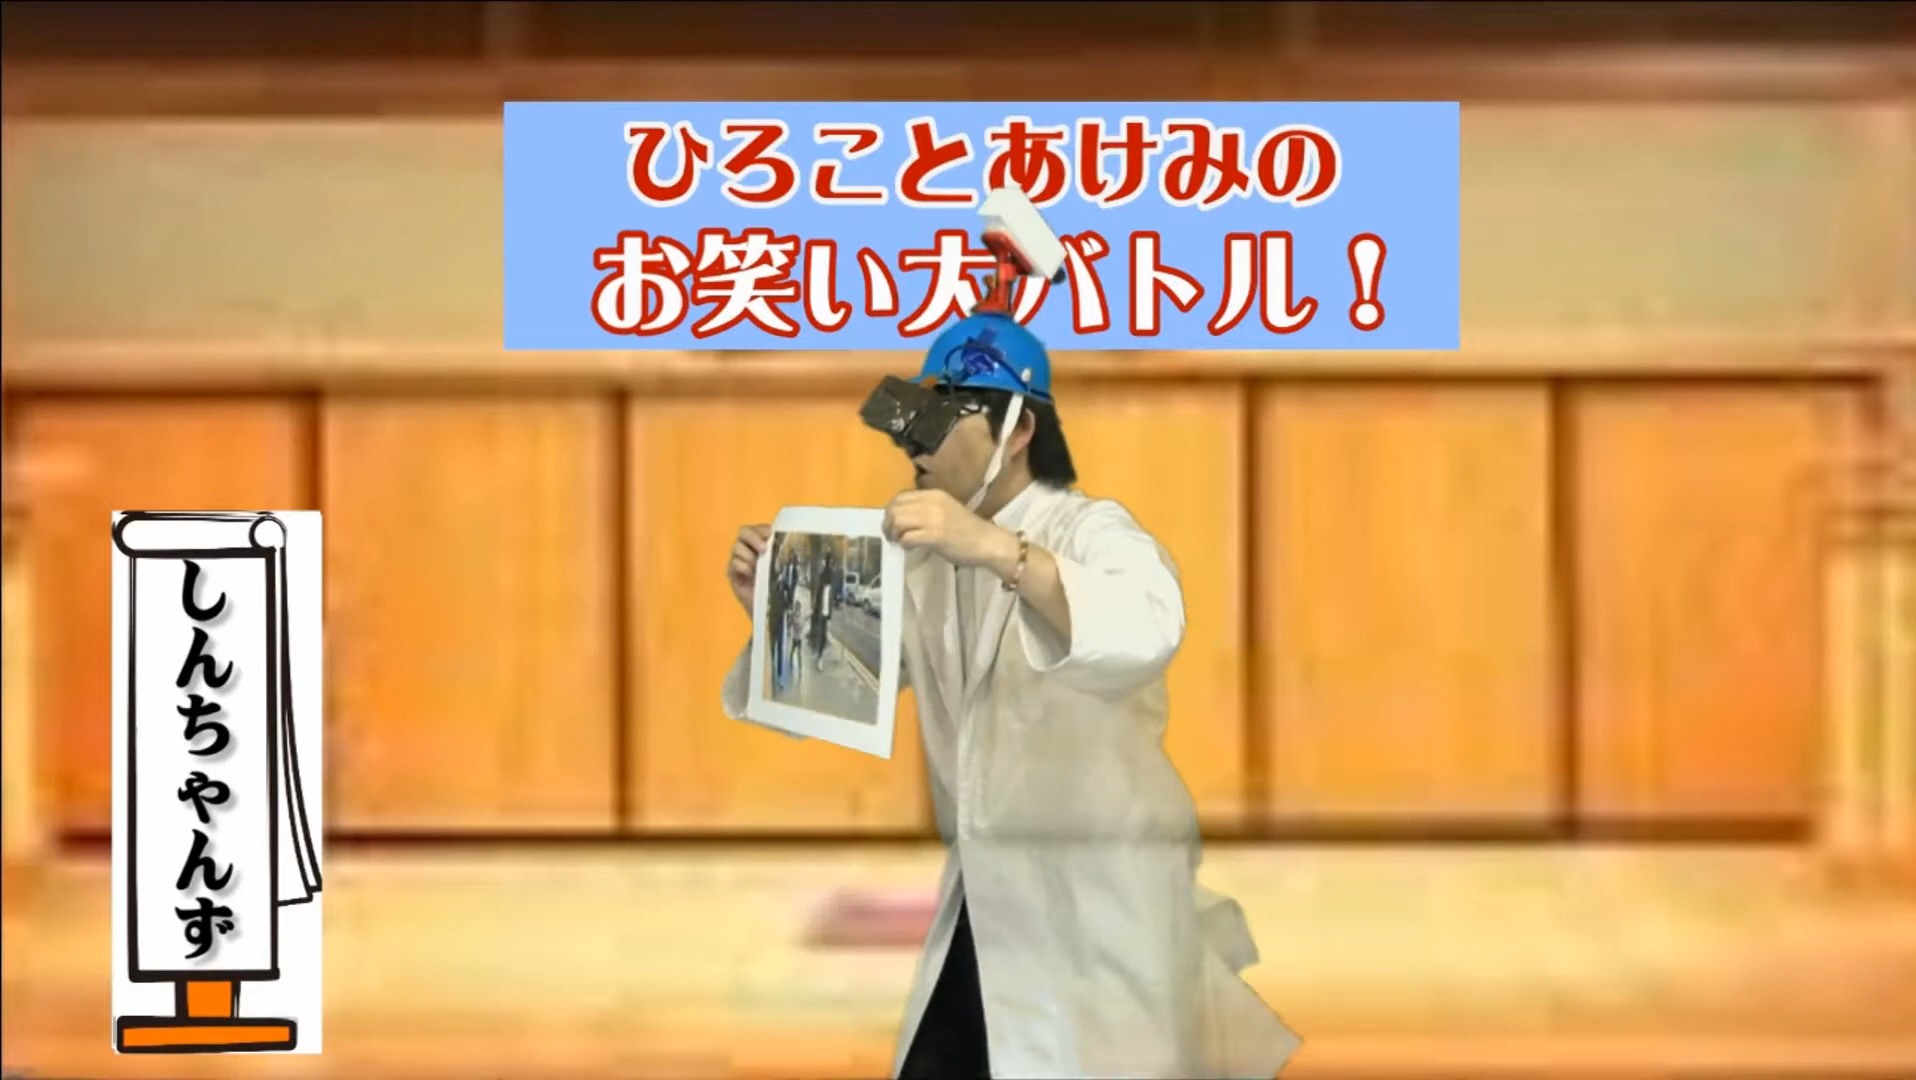 ひろことあけみの
お笑い大バトル！
しんちゃんず